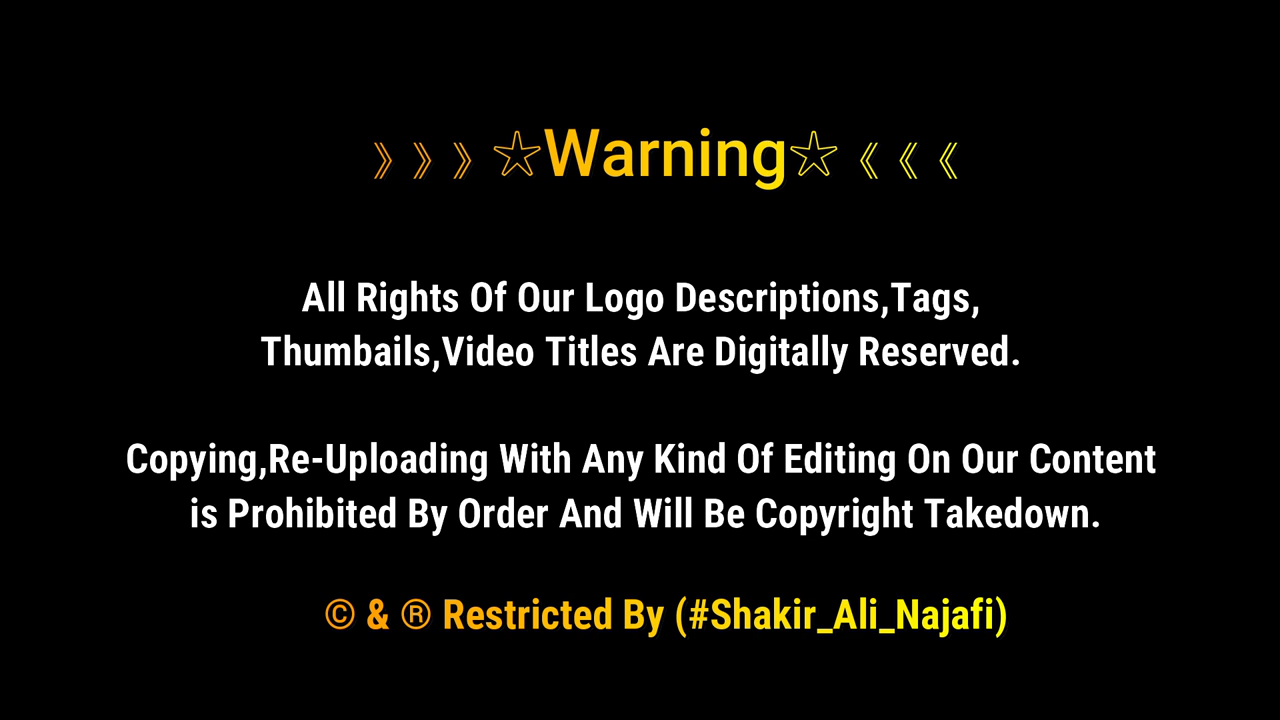 》》》☆Warning☆《《《
All Rights Of Our Logo Descriptions,Tags,
Thumbails,Video Titles Are Digitally Reserved.
Copying,Re-Uploading With Any Kind Of Editing On Our Content
is Prohibited By Order And Will Be Copyright Takedown.
© & ® Restricted By (#Shakir_Ali_Najafi)